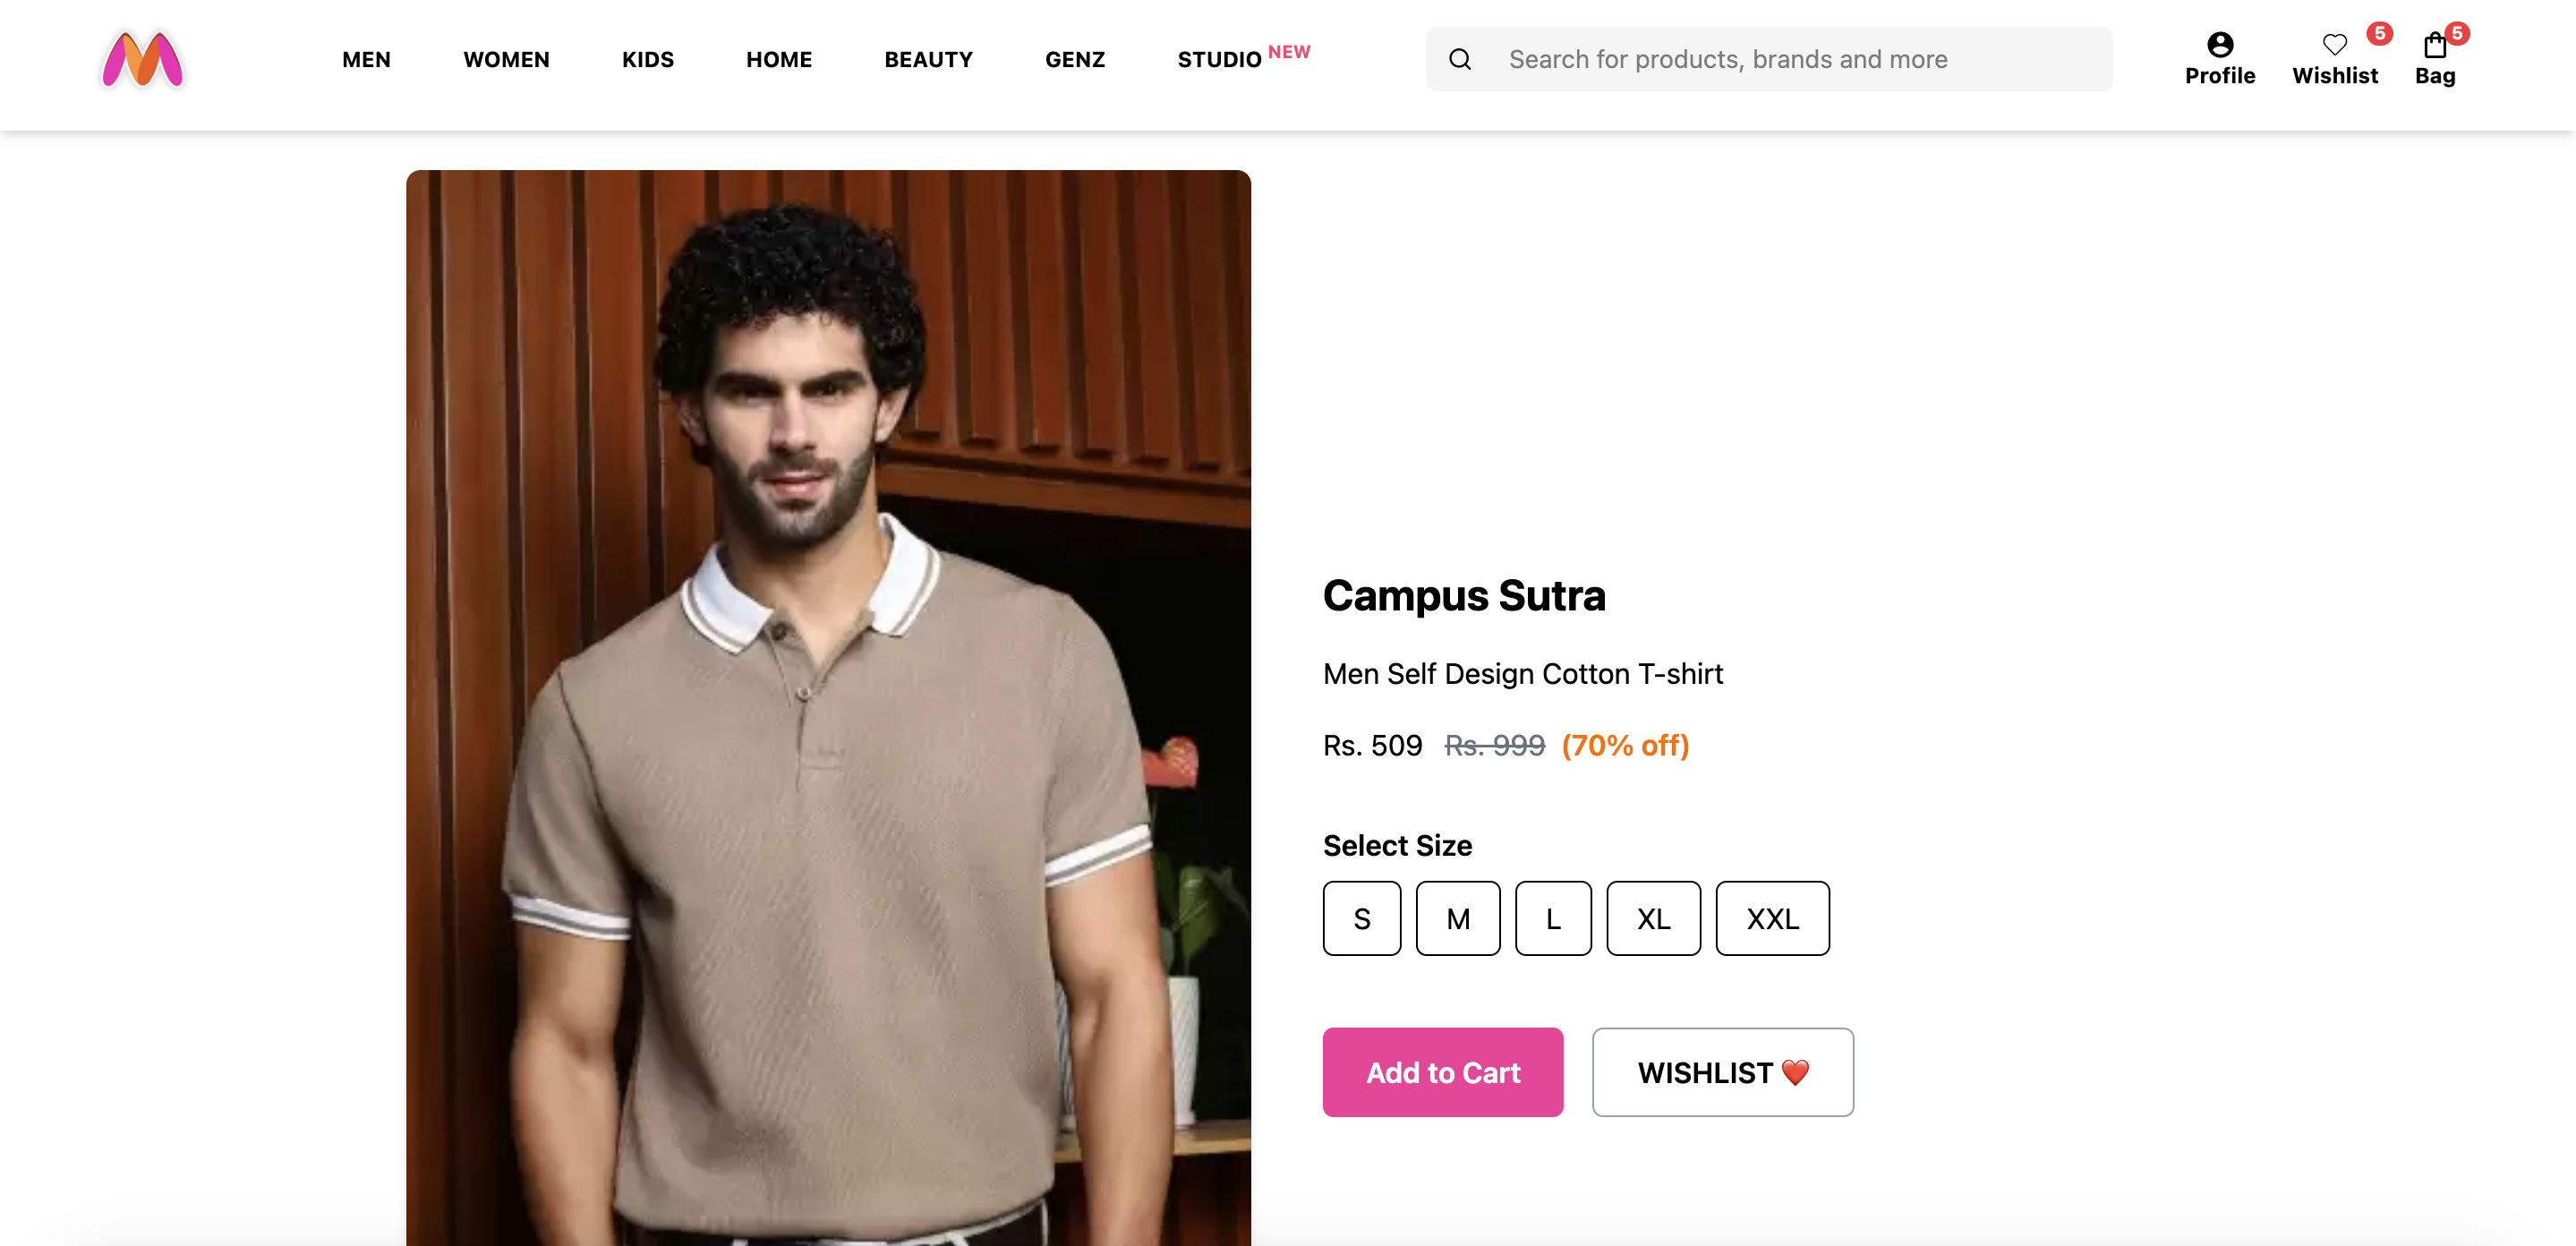 MEN WOMEN KIDS HOME BEAUTY GENZ STUDIO NEW
Search for products, brands and more
Profile
Wishlist 5
Bag 5
Campus Sutra
Men Self Design Cotton T-shirt
Rs. 509 Rs. 999 (70% off)
Select Size
S M L XL XXL
Add to Cart WISHLIST ❤️